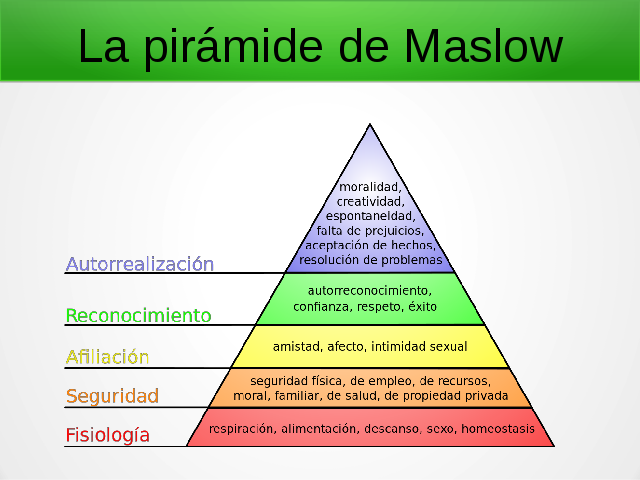 La pirámide de Maslow
moralidad,
creatividad,
espontaneidad,
falta de prejuicios,
aceptación de hechos,
resolución de problemas
Autorrealización
autorreconocimiento,
confianza, respeto, éxito
Reconocimiento
amistad, afecto, intimidad sexual
Afiliación
seguridad física, de empleo, de recursos,
moral, familiar, de salud, de propiedad privada
Seguridad
respiración, alimentación, descanso, sexo, homeostasis
Fisiología